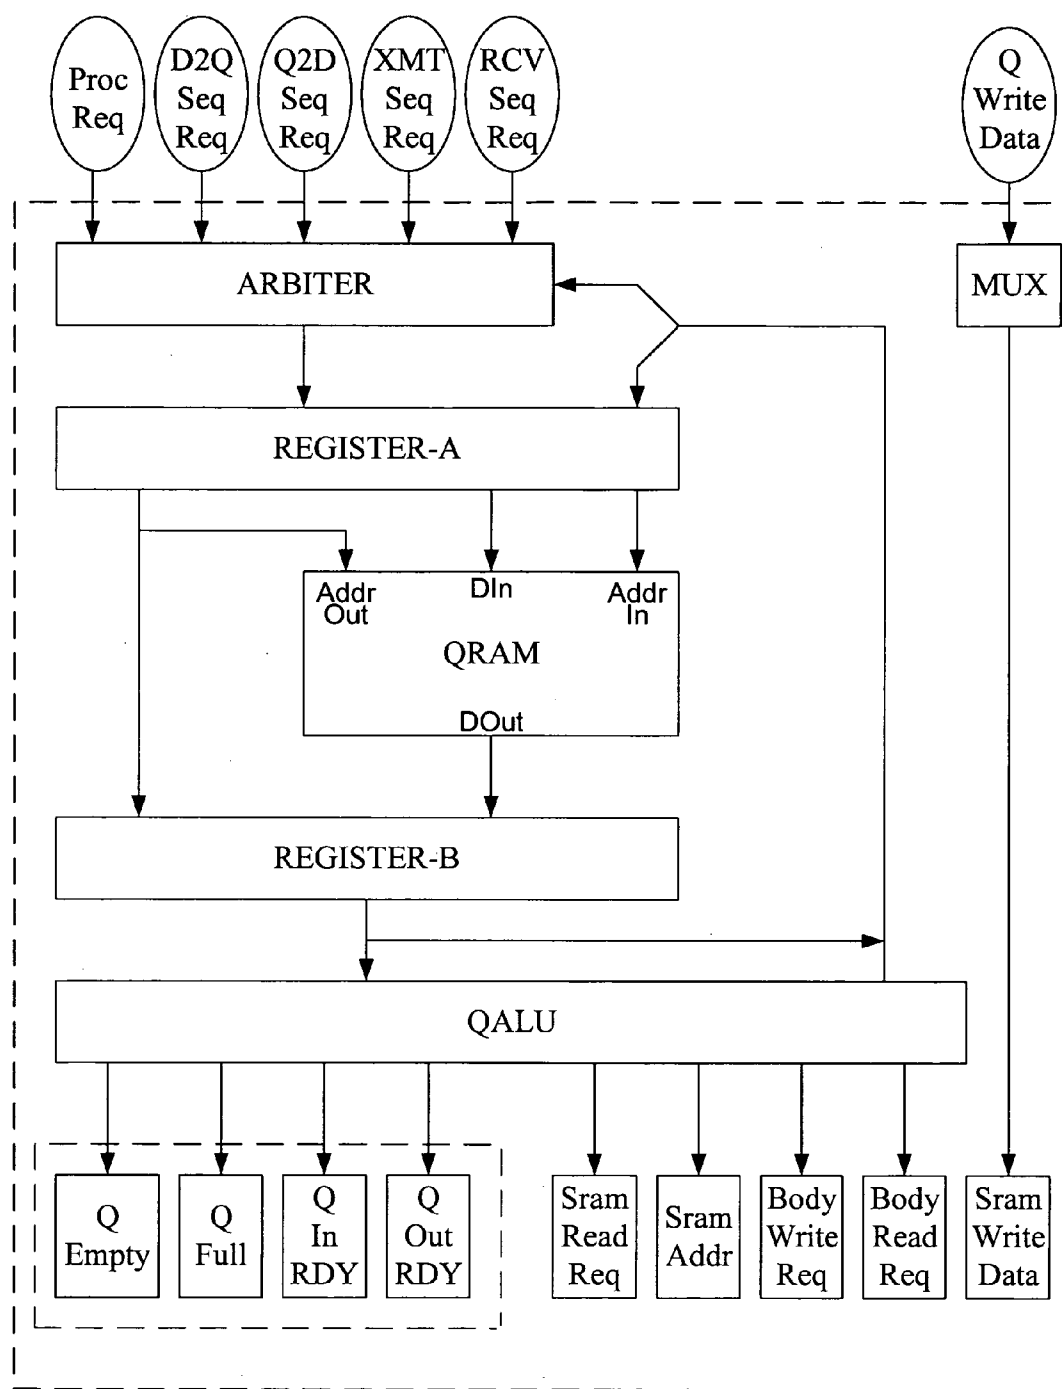 Proc
Req
D2Q
Seq
Req
Q2D
Seq
Req
XMT
Seq
Req
RCV
Seq
Req
Q
Write
Data
ARBITER
MUX
REGISTER-A
Addr
Out
DIn
Addr
In
QRAM
DOut
REGISTER-B
QALU
Q
Empty
Q
Full
Q
In
RDY
Q
Out
RDY
Sram
Read
Req
Sram
Addr
Body
Write
Req
Body
Read
Req
Sram
Write
Data